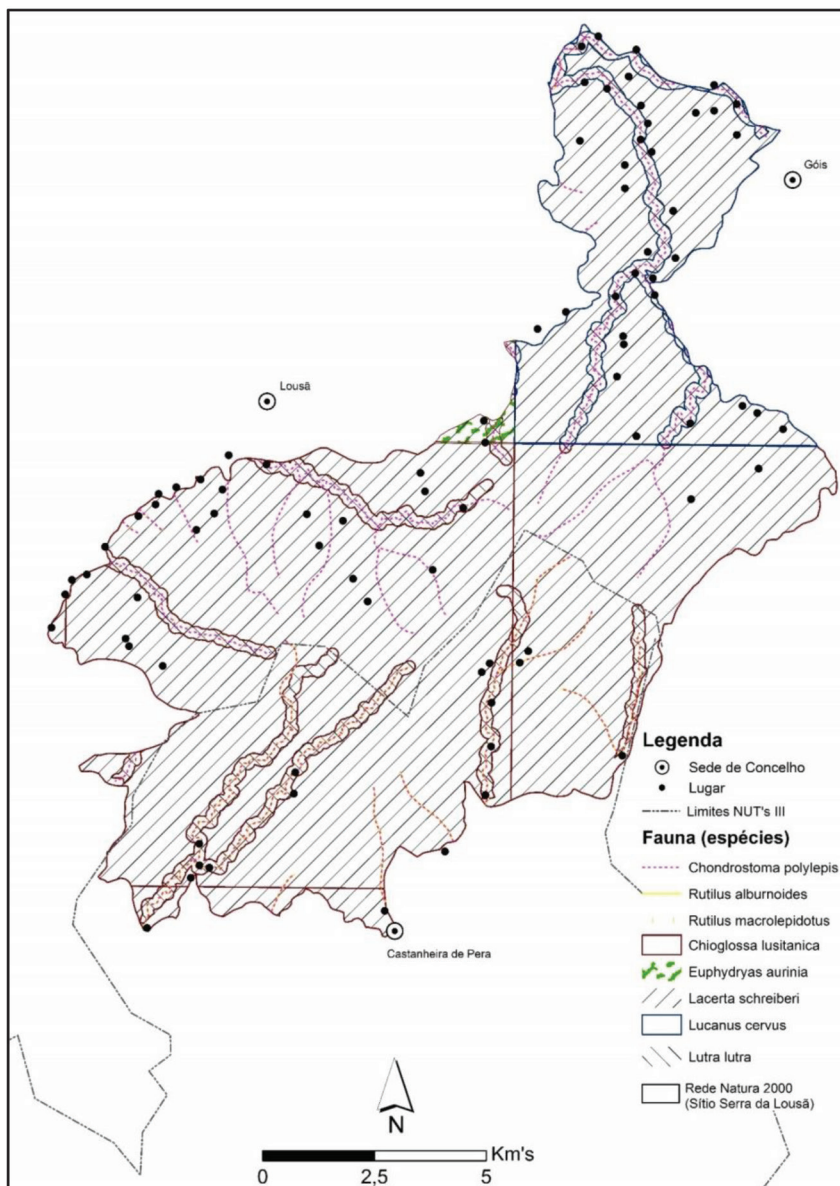 Góis
Lousã
Legenda
Sede de Concelho
Lugar
Limites NUT's III
Fauna (espécies)
Chondrostoma polylepis
Rutilus alburnoides
Rutilus macrolepidotus
Chioglossa lusitanica
Euphydryas aurinia
Lacerta schreiberi
Lucanus cervus
Lutra lutra
Rede Natura 2000
(Sítio Serra da Lousã)
Castanheira de Pera
N
Km's
0 2,5 5